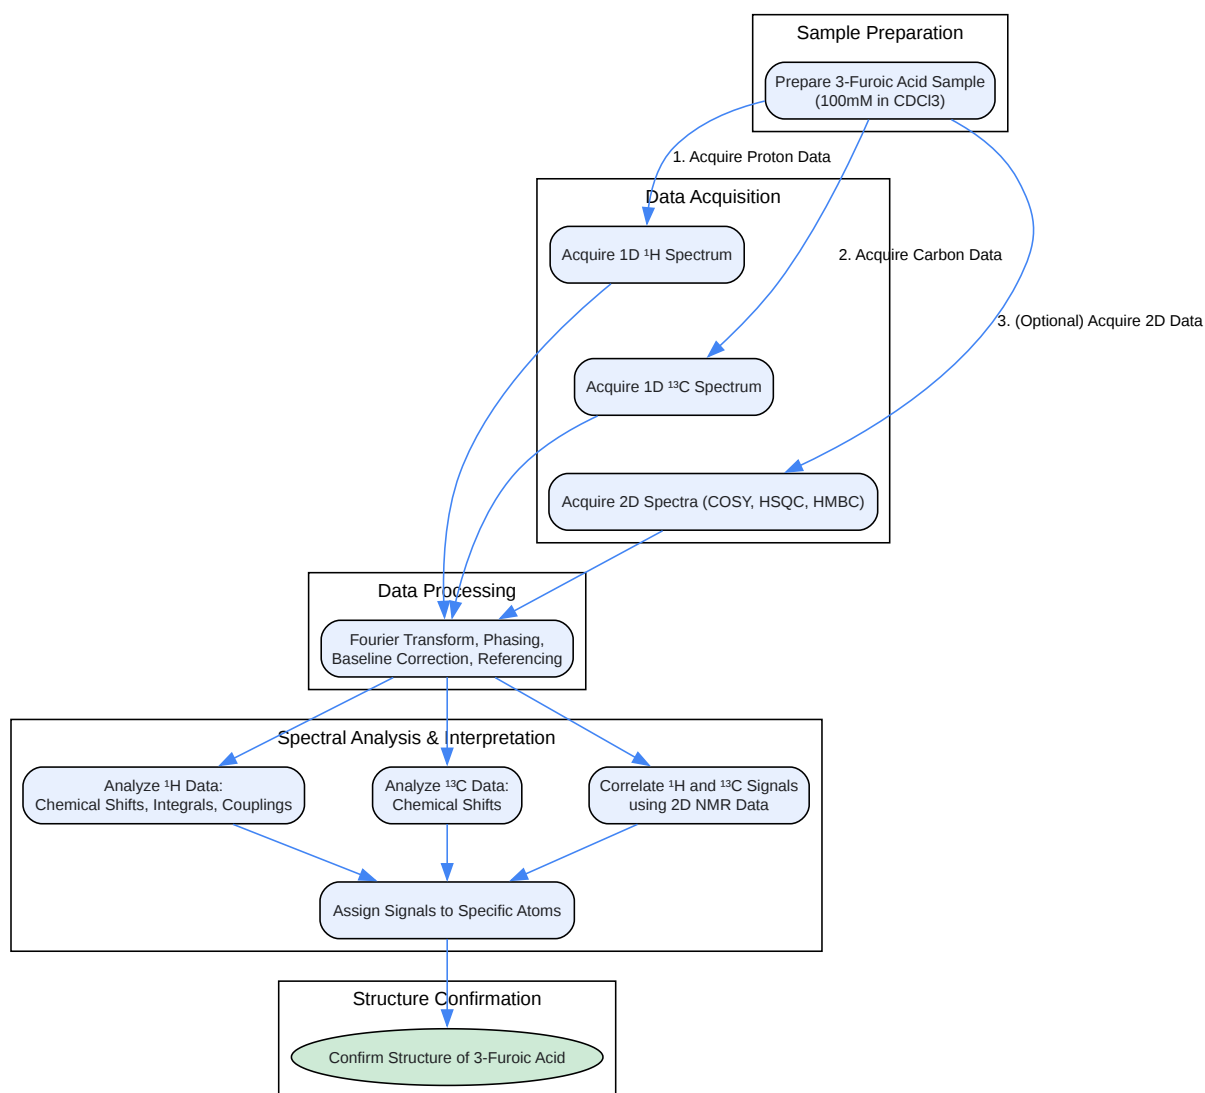 Sample Preparation
Prepare 3-Furoic Acid Sample
(100mM in CDCl3)
1. Acquire Proton Data
Data Acquisition
Acquire 1D ¹H Spectrum
2. Acquire Carbon Data
3. (Optional) Acquire 2D Data
Acquire 1D ¹³C Spectrum
Acquire 2D Spectra (COSY, HSQC, HMBC)
Data Processing
Fourier Transform, Phasing,
Baseline Correction, Referencing
Spectral Analysis & Interpretation
Analyze ¹H Data:
Chemical Shifts, Integrals, Couplings
Analyze ¹³C Data:
Chemical Shifts
Correlate ¹H and ¹³C Signals
using 2D NMR Data
Assign Signals to Specific Atoms
Structure Confirmation
Confirm Structure of 3-Furoic Acid